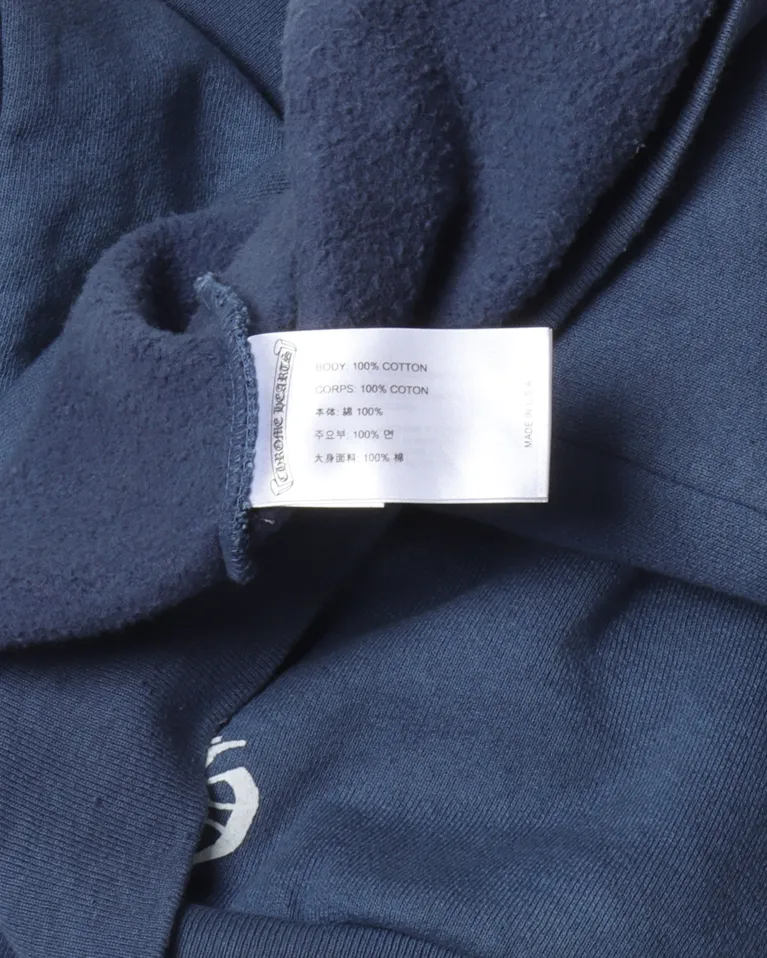 CHROME HEARTS
BODY: 100% COTTON
CORPS: 100% COTON
本体: 綿 100%
주요부: 100% 면
大身面料: 100% 棉
MADE IN U.S.A